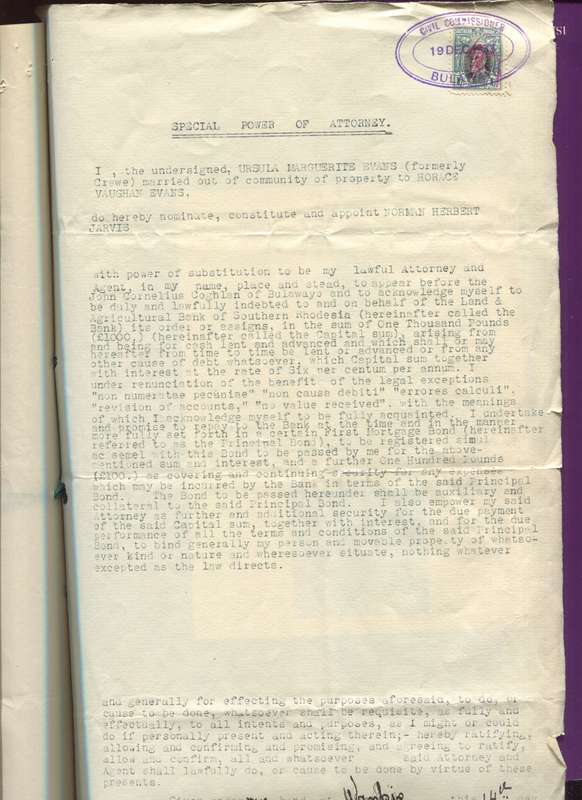 CIVIL COMMISSIONER
19 DEC
BUL
SPECIAL POWER OF ATTORNEY.
I , the undersigned, URSULA MARGUERITE EVANS (formerly
Crewe) married out of community of property to HORACE
VAUGHAN EVANS.
do hereby nominate, constitute and appoint NORMAN HERBERT
JARVIS
with power of substitution to be my lawful Attorney and
Agent, in my name, place and stead, to appear before the
John Cornelius Coghlan of Bulawayo and to acknowledge myself to
be duly and lawfully indebted to and on behalf of the Land &
Agricultural Bank of Southern Rhodesia (hereinafter called the
Bank) its order or assigns, in the sum of One Thousand Pounds
(£1000.) (hereinafter called the Capital sum), arising from
and being for cash lent and advanced and which shall or may
hereafter from time to time be lent or advanced or from any
other cause of debt whatsoever, which Capital sum together
with interest at the rate of Six per centum per annum. I
under renunciation of the benefit of the legal exceptions
"non numeratae pecuniae" "non causa debiti" "errores calculi",
"revision of accounts," "no value received", with the meanings
of which I acknowledge myself to be fully acquainted, I undertake
and promise to repay to the Bank at the time and in the manner
more fully set forth in a certain First Mortgage Bond (hereinafter
referred to as the Principal Bond), to be registered simul
ac semel with this Bond to be passed by me for the above-
mentioned sum and interest, and a further One Hundred Pounds
(£100.) as covering and continuing for any expenses
which may be incurred by the Bank in terms of the said Principal
Bond. The Bond to be passed hereunder shall be auxiliary and
collateral to the said Principal Bond. I also empower my said
attorney as further and additional security for the due payment
of the said Capital sum, together with interest, and for the due
performance of all the terms and conditions of the said Principal
Bond, to bind generally my person and movable property of whatso-
ever kind or nature and wheresoever situate, nothing whatever
excepted as the law directs.
and generally for effecting the purposes aforesaid, to do, or
cause to be done, whatsoever shall be requisite, as fully and
effectually, to all intents and purposes, as I might or could
do if personally present and acting therein;- hereby ratifying,
allowing and confirming and promising, and agreeing to ratify,
allow and confirm, all and whatsoever said Attorney and
Agent shall lawfully do, or cause to be done by virtue of these
presents.
at Wankie this 14th